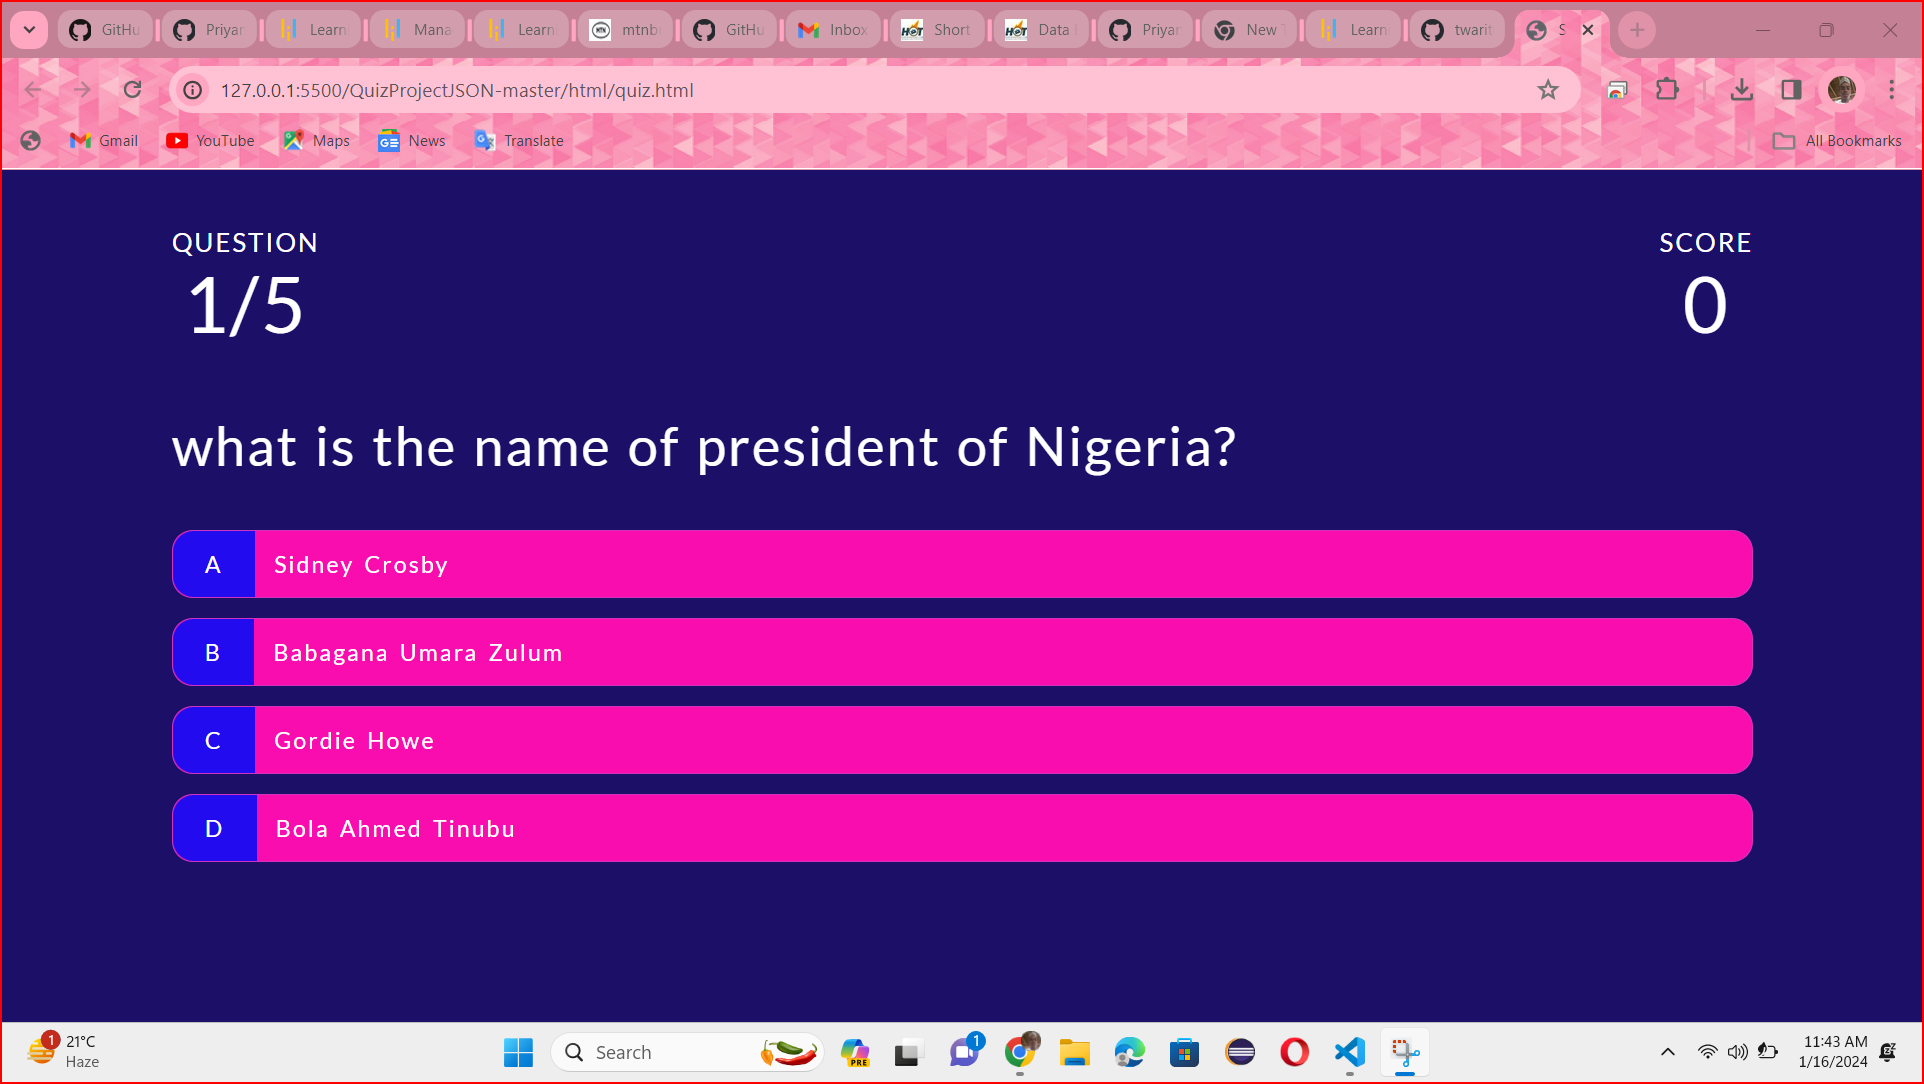 GitHu
Priyar
Learn
Mana
Learn
mtnb
GitHu
Inbox
Short
Data
Priyar
New
Learn
twarit
S
127.0.0.1:5500/QuizProjectJSON-master/html/quiz.html
Gmail
YouTube
Maps
News
Translate
All Bookmarks
QUESTION
1/5
SCORE
0
what is the name of president of Nigeria?
A Sidney Crosby
B Babagana Umara Zulum
C Gordie Howe
D Bola Ahmed Tinubu
1
21°C
Haze
Search
PRE
1
11:43 AM
1/16/2024